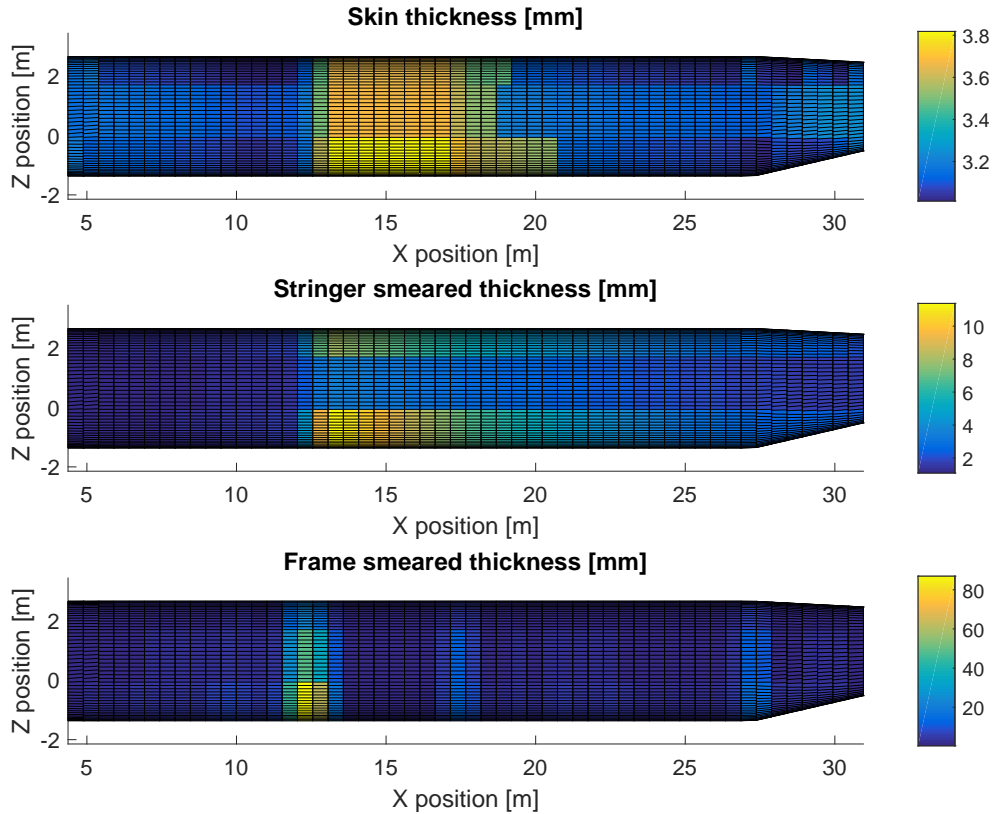 Skin thickness [mm]
Z position [m]
2
0
-2
5 10 15 20 25 30
X position [m]
3.8
3.6
3.4
3.2
Stringer smeared thickness [mm]
Z position [m]
2
0
-2
5 10 15 20 25 30
X position [m]
10
8
6
4
2
Frame smeared thickness [mm]
Z position [m]
2
0
-2
5 10 15 20 25 30
X position [m]
80
60
40
20